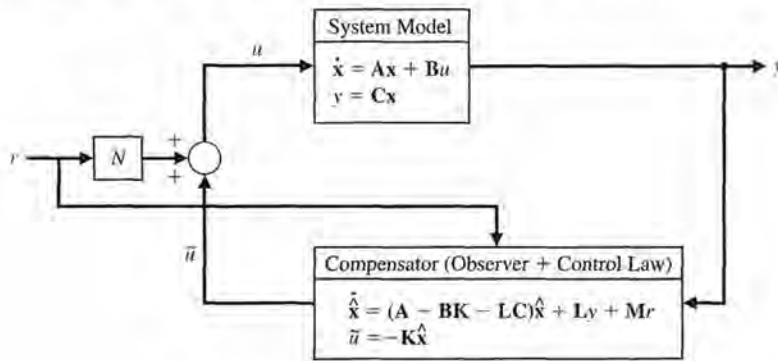 System Model
u
ẋ = Ax + Bu
y = Cx
y
r
N
+
+
ũ
Compensator (Observer + Control Law)
x̂̇ = (A − BK − LC)x̂ + Ly + Mr
ũ = −Kx̂